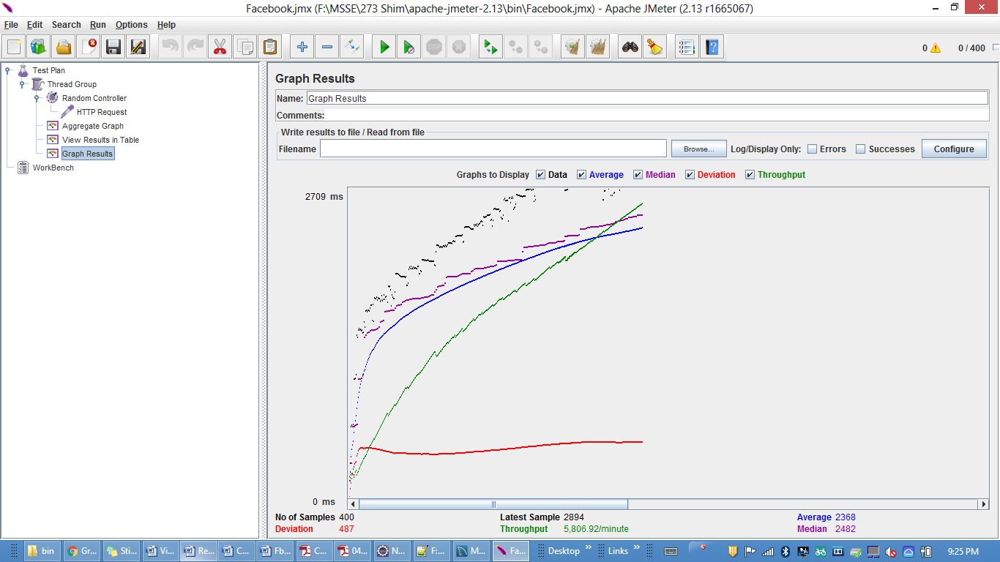 Facebook.jmx (F:\MSSE\273 Shim\apache-jmeter-2.13\bin\Facebook.jmx) - Apache JMeter (2.13 r1665067)
File Edit Search Run Options Help
STOP
0 0 / 400
Test Plan
Thread Group
Random Controller
HTTP Request
Aggregate Graph
View Results in Table
Graph Results
WorkBench
Graph Results
Name: Graph Results
Comments:
Write results to file / Read from file
Filename Browse... Log/Display Only: Errors Successes Configure
Graphs to Display Data Average Median Deviation Throughput
2709 ms
0 ms
No of Samples 400 Latest Sample 2894 Average 2368
Deviation 487 Throughput 5,806.92/minute Median 2482
bin Gr... Sti... Vi... Re... C... Fb... C... 04... N... F:... M... Fa... Desktop » Links » 9:25 PM